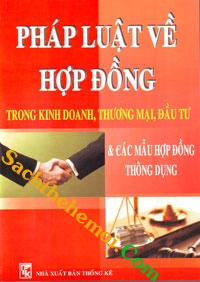 PHÁP LUẬT VỀ
HỢP ĐỒNG
TRONG KINH DOANH, THƯƠNG MẠI, ĐẦU TƯ
& CÁC MẪU HỢP ĐỒNG
THÔNG DỤNG
Sachthehemoi.Com
NHÀ XUẤT BẢN THỐNG KÊ